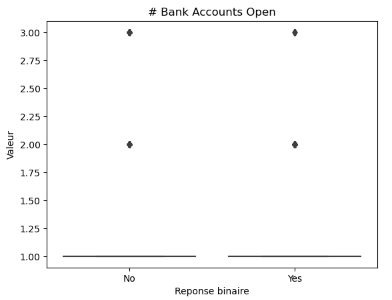 # Bank Accounts Open
3.00
2.75
2.50
2.25
2.00
1.75
1.50
1.25
1.00
Valeur
No
Yes
Reponse binaire